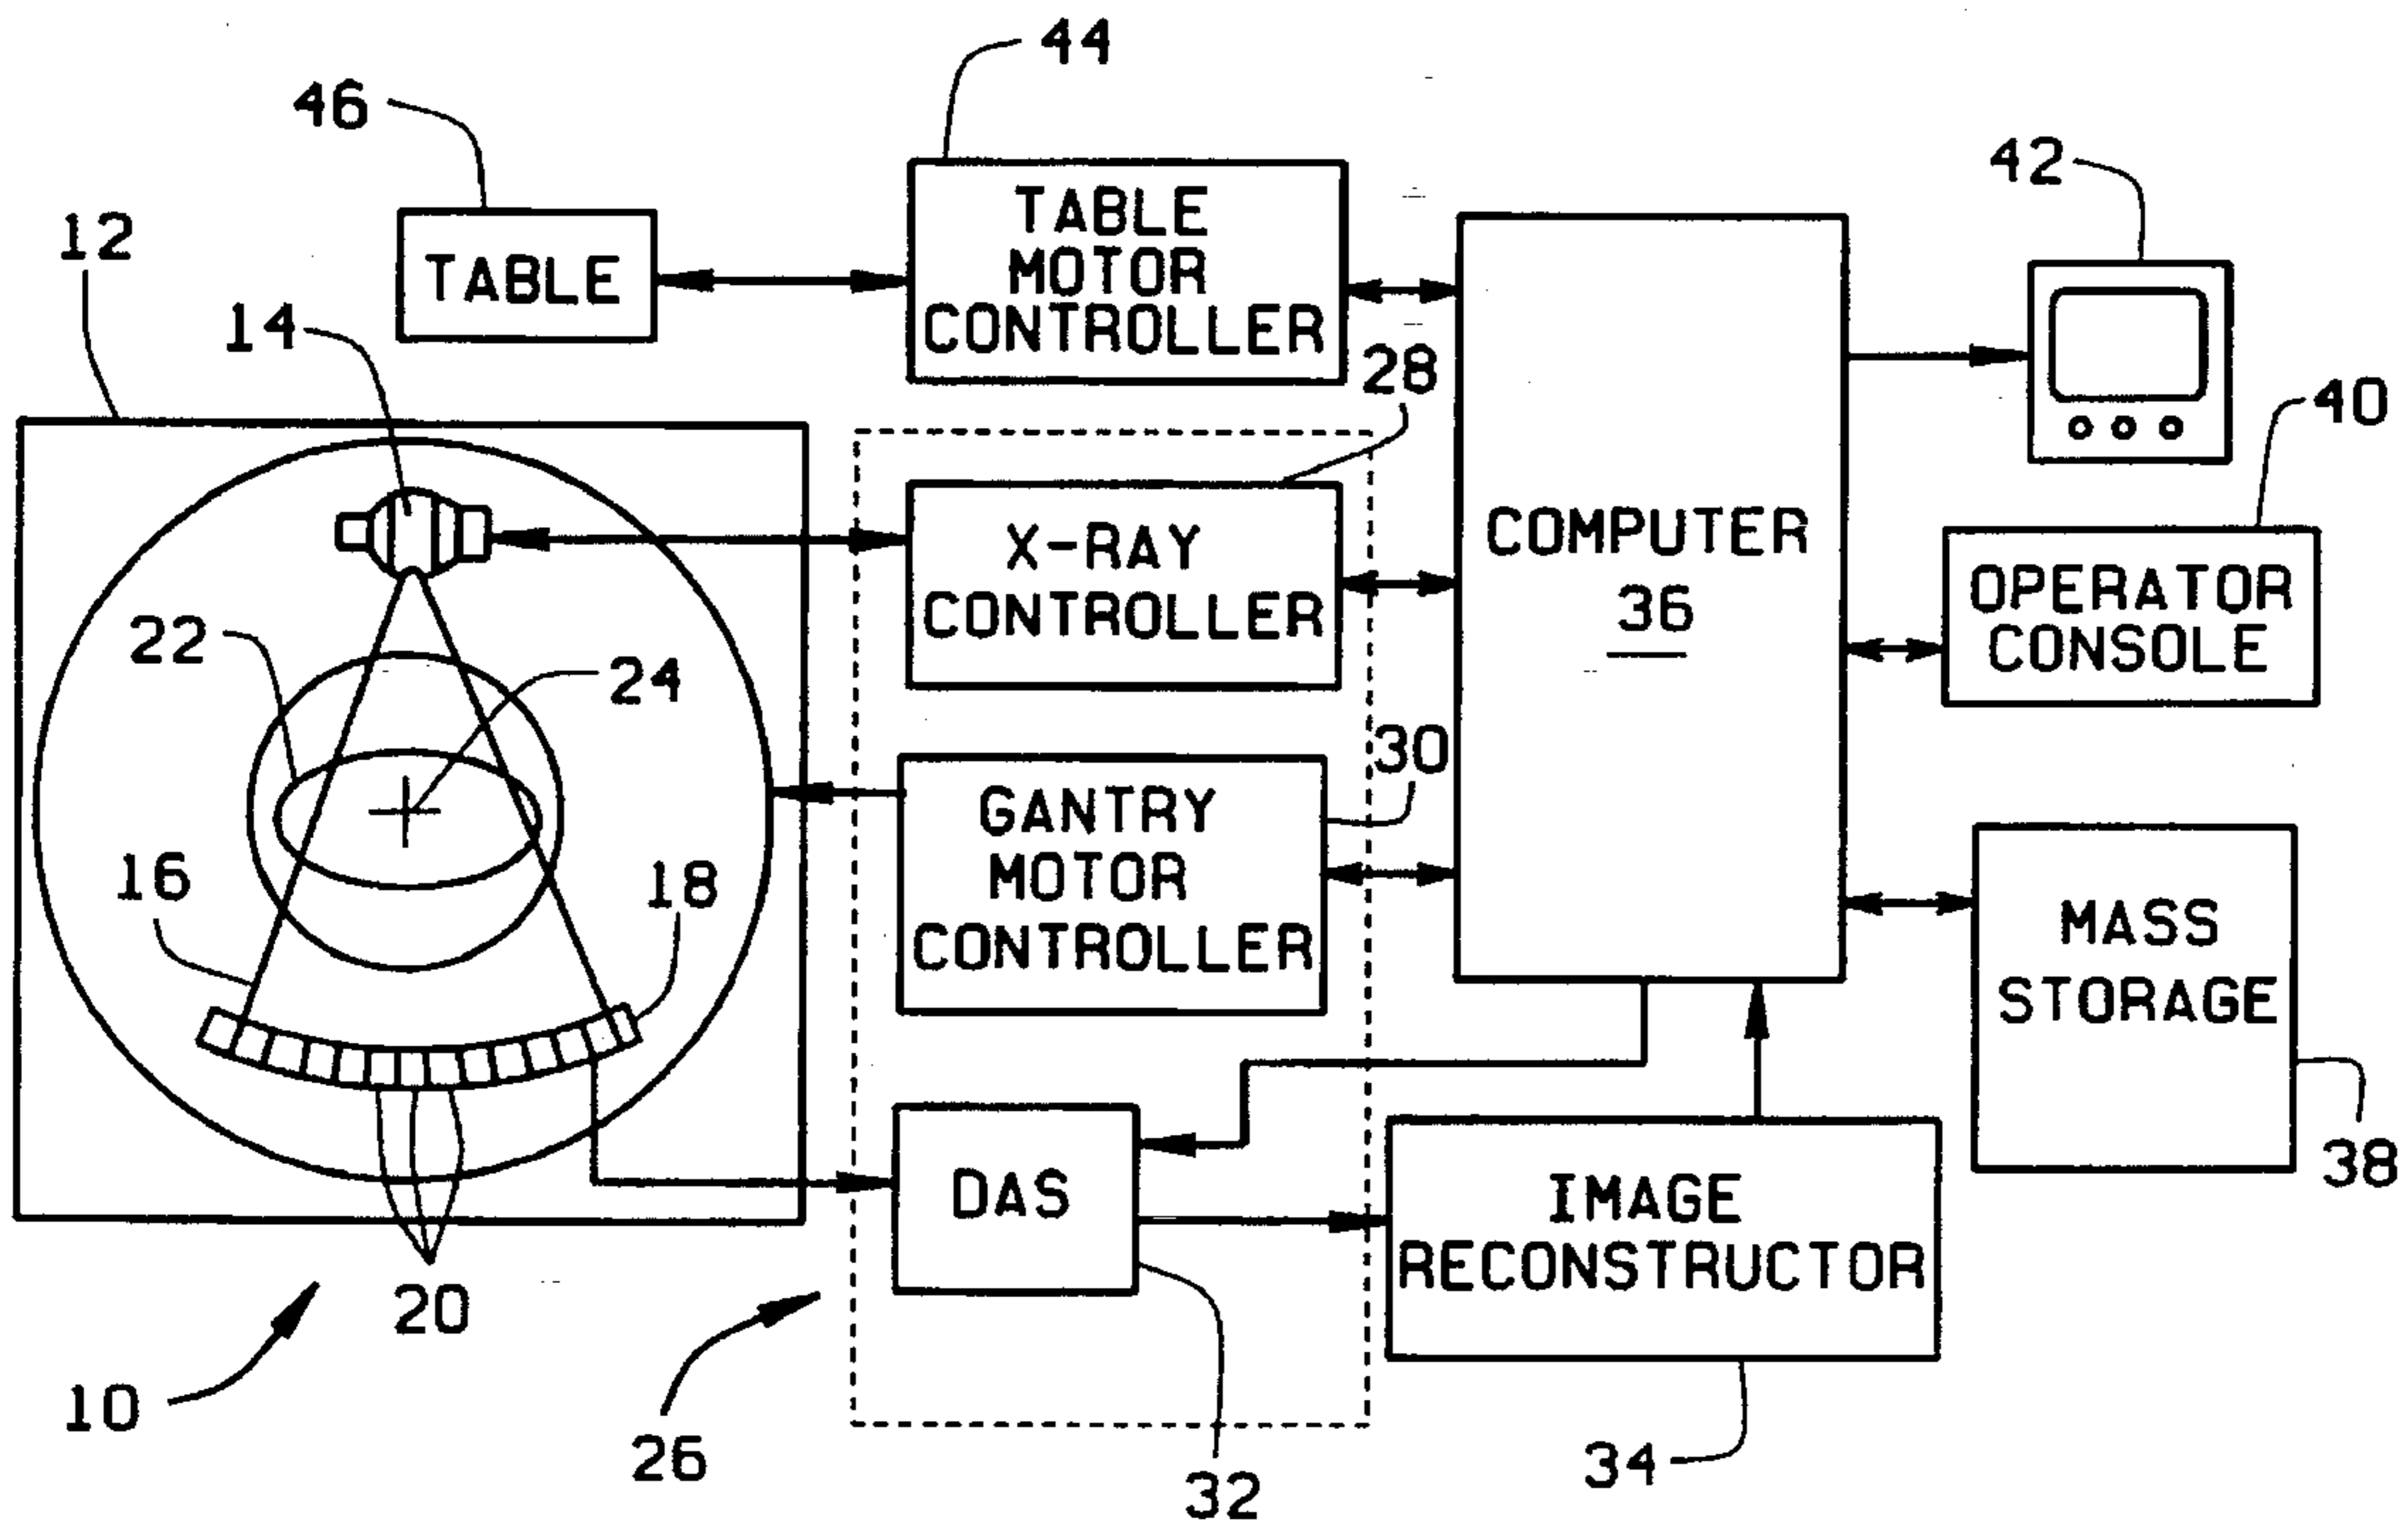 44
46
42
12
TABLE
MOTOR
CONTROLLER
TABLE
14
28
40
X-RAY
CONTROLLER
COMPUTER
36
OPERATOR
CONSOLE
22
24
30
GANTRY
MOTOR
CONTROLLER
16
18
MASS
STORAGE
38
DAS
IMAGE
RECONSTRUCTOR
20
10
26
32
34